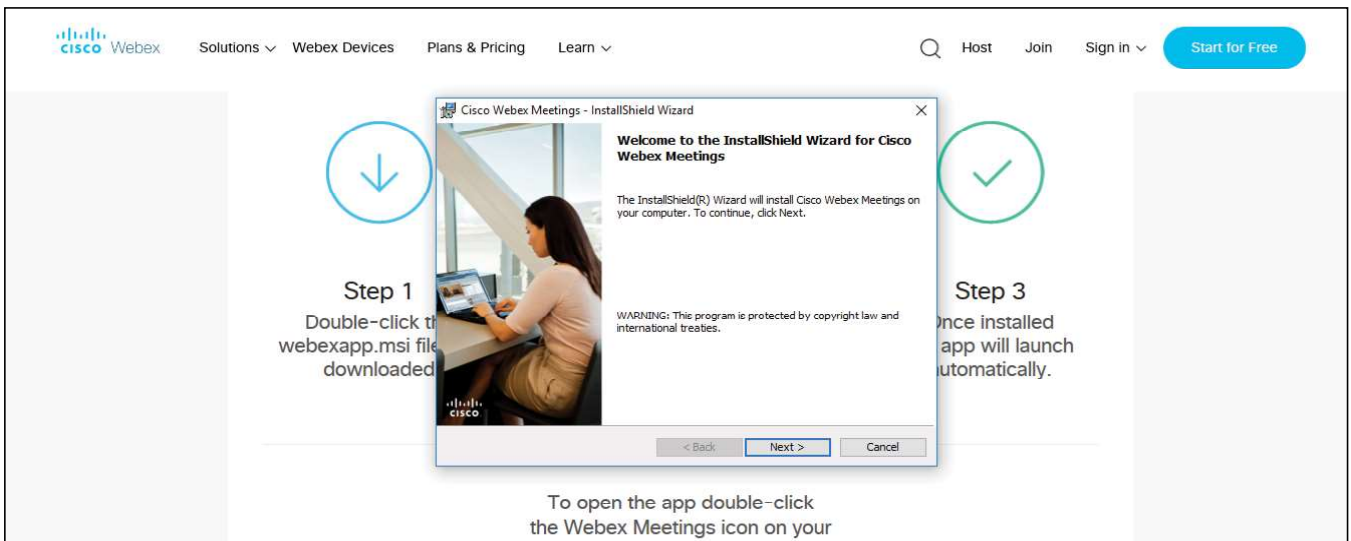 CISCO Webex Solutions Webex Devices Plans & Pricing Learn Host Join Sign in Start for Free
Cisco Webex Meetings - InstallShield Wizard
Welcome to the InstallShield Wizard for Cisco
Webex Meetings
The InstallShield(R) Wizard will install Cisco Webex Meetings on
your computer. To continue, click Next.
WARNING: This program is protected by copyright law and
international treaties.
CISCO
< Back Next > Cancel
Step 1
Double-click
webexapp.msi
downloaded
Step 3
installed
app will launch
To open the app double-click
the Webex Meetings icon on your